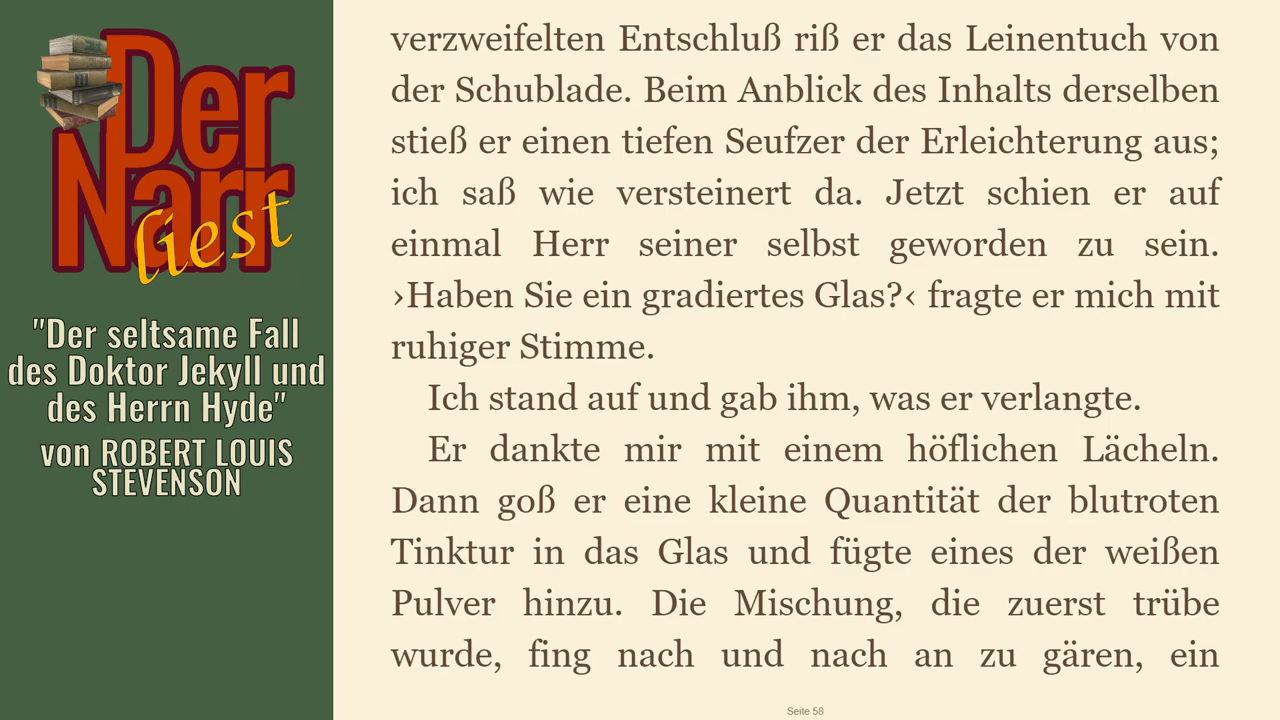 Der
Narr
liest
"Der seltsame Fall
des Doktor Jekyll und
des Herrn Hyde"
von ROBERT LOUIS
STEVENSON
verzweifelten Entschluß riß er das Leinentuch von
der Schublade. Beim Anblick des Inhalts derselben
stieß er einen tiefen Seufzer der Erleichterung aus;
ich saß wie versteinert da. Jetzt schien er auf
einmal Herr seiner selbst geworden zu sein.
›Haben Sie ein gradiertes Glas?‹ fragte er mich mit
ruhiger Stimme.
Ich stand auf und gab ihm, was er verlangte.
Er dankte mir mit einem höflichen Lächeln.
Dann goß er eine kleine Quantität der blutroten
Tinktur in das Glas und fügte eines der weißen
Pulver hinzu. Die Mischung, die zuerst trübe
wurde, fing nach und nach an zu gären, ein
Seite 58